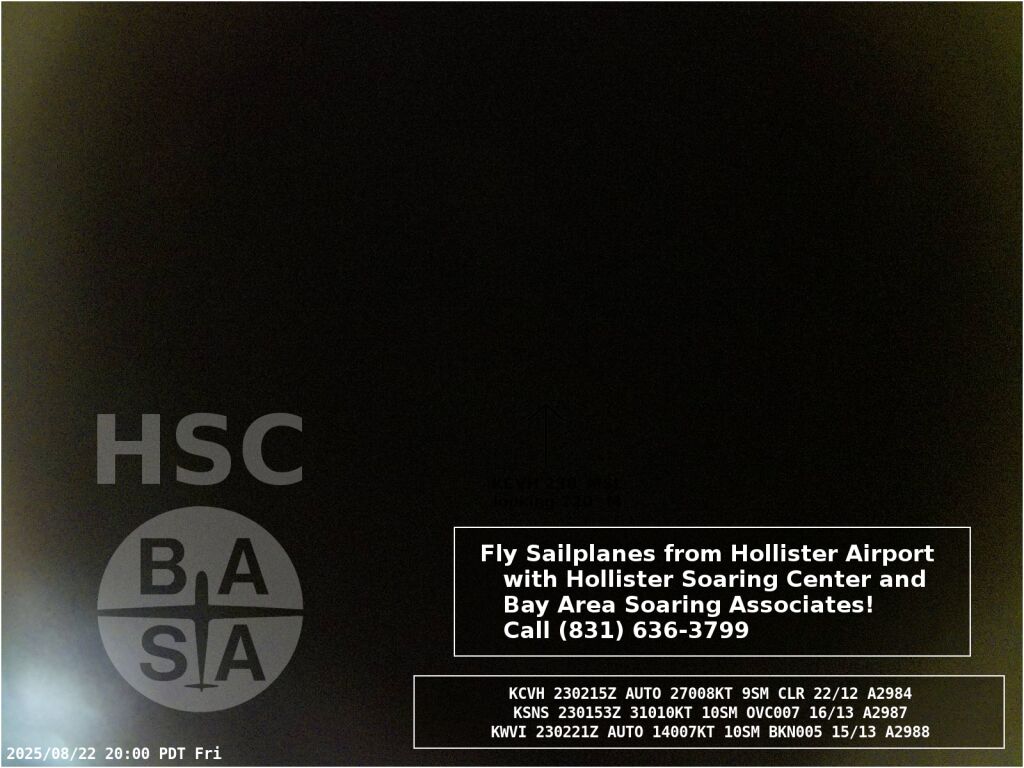 HSC
B A
S A
Fly Sailplanes from Hollister Airport
with Hollister Soaring Center and
Bay Area Soaring Associates!
Call (831) 636-3799
KCVH 230215Z AUTO 27008KT 9SM CLR 22/12 A2984
KSNS 230153Z 31010KT 10SM OVC007 16/13 A2987
KWVI 230221Z AUTO 14007KT 10SM BKN005 15/13 A2988
2025/08/22 20:00 PDT Fri